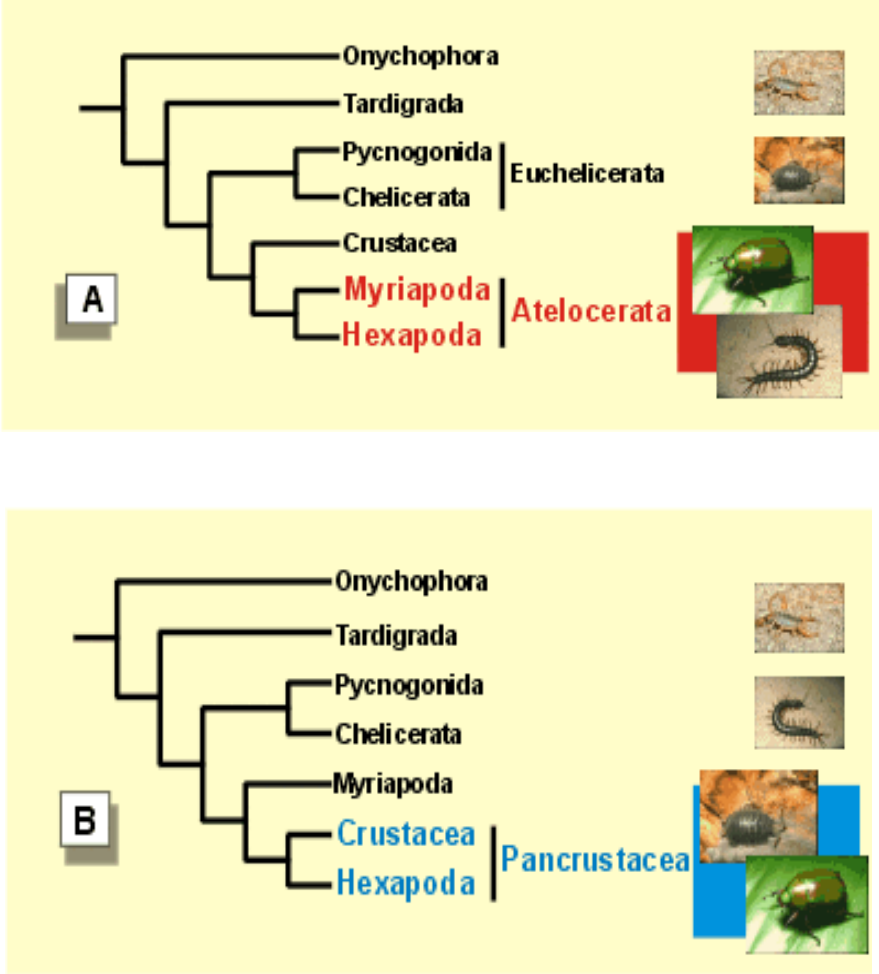 Onychophora
Tardigrada
Pycnogonida
Euchelicerata
Chelicerata
Crustacea
Myriapoda
A
Atelocerata
Hexapoda
Onychophora
Tardigrada
Pycnogonida
Chelicerata
Myriapoda
B
Crustacea
Pancrustacea
Hexapoda